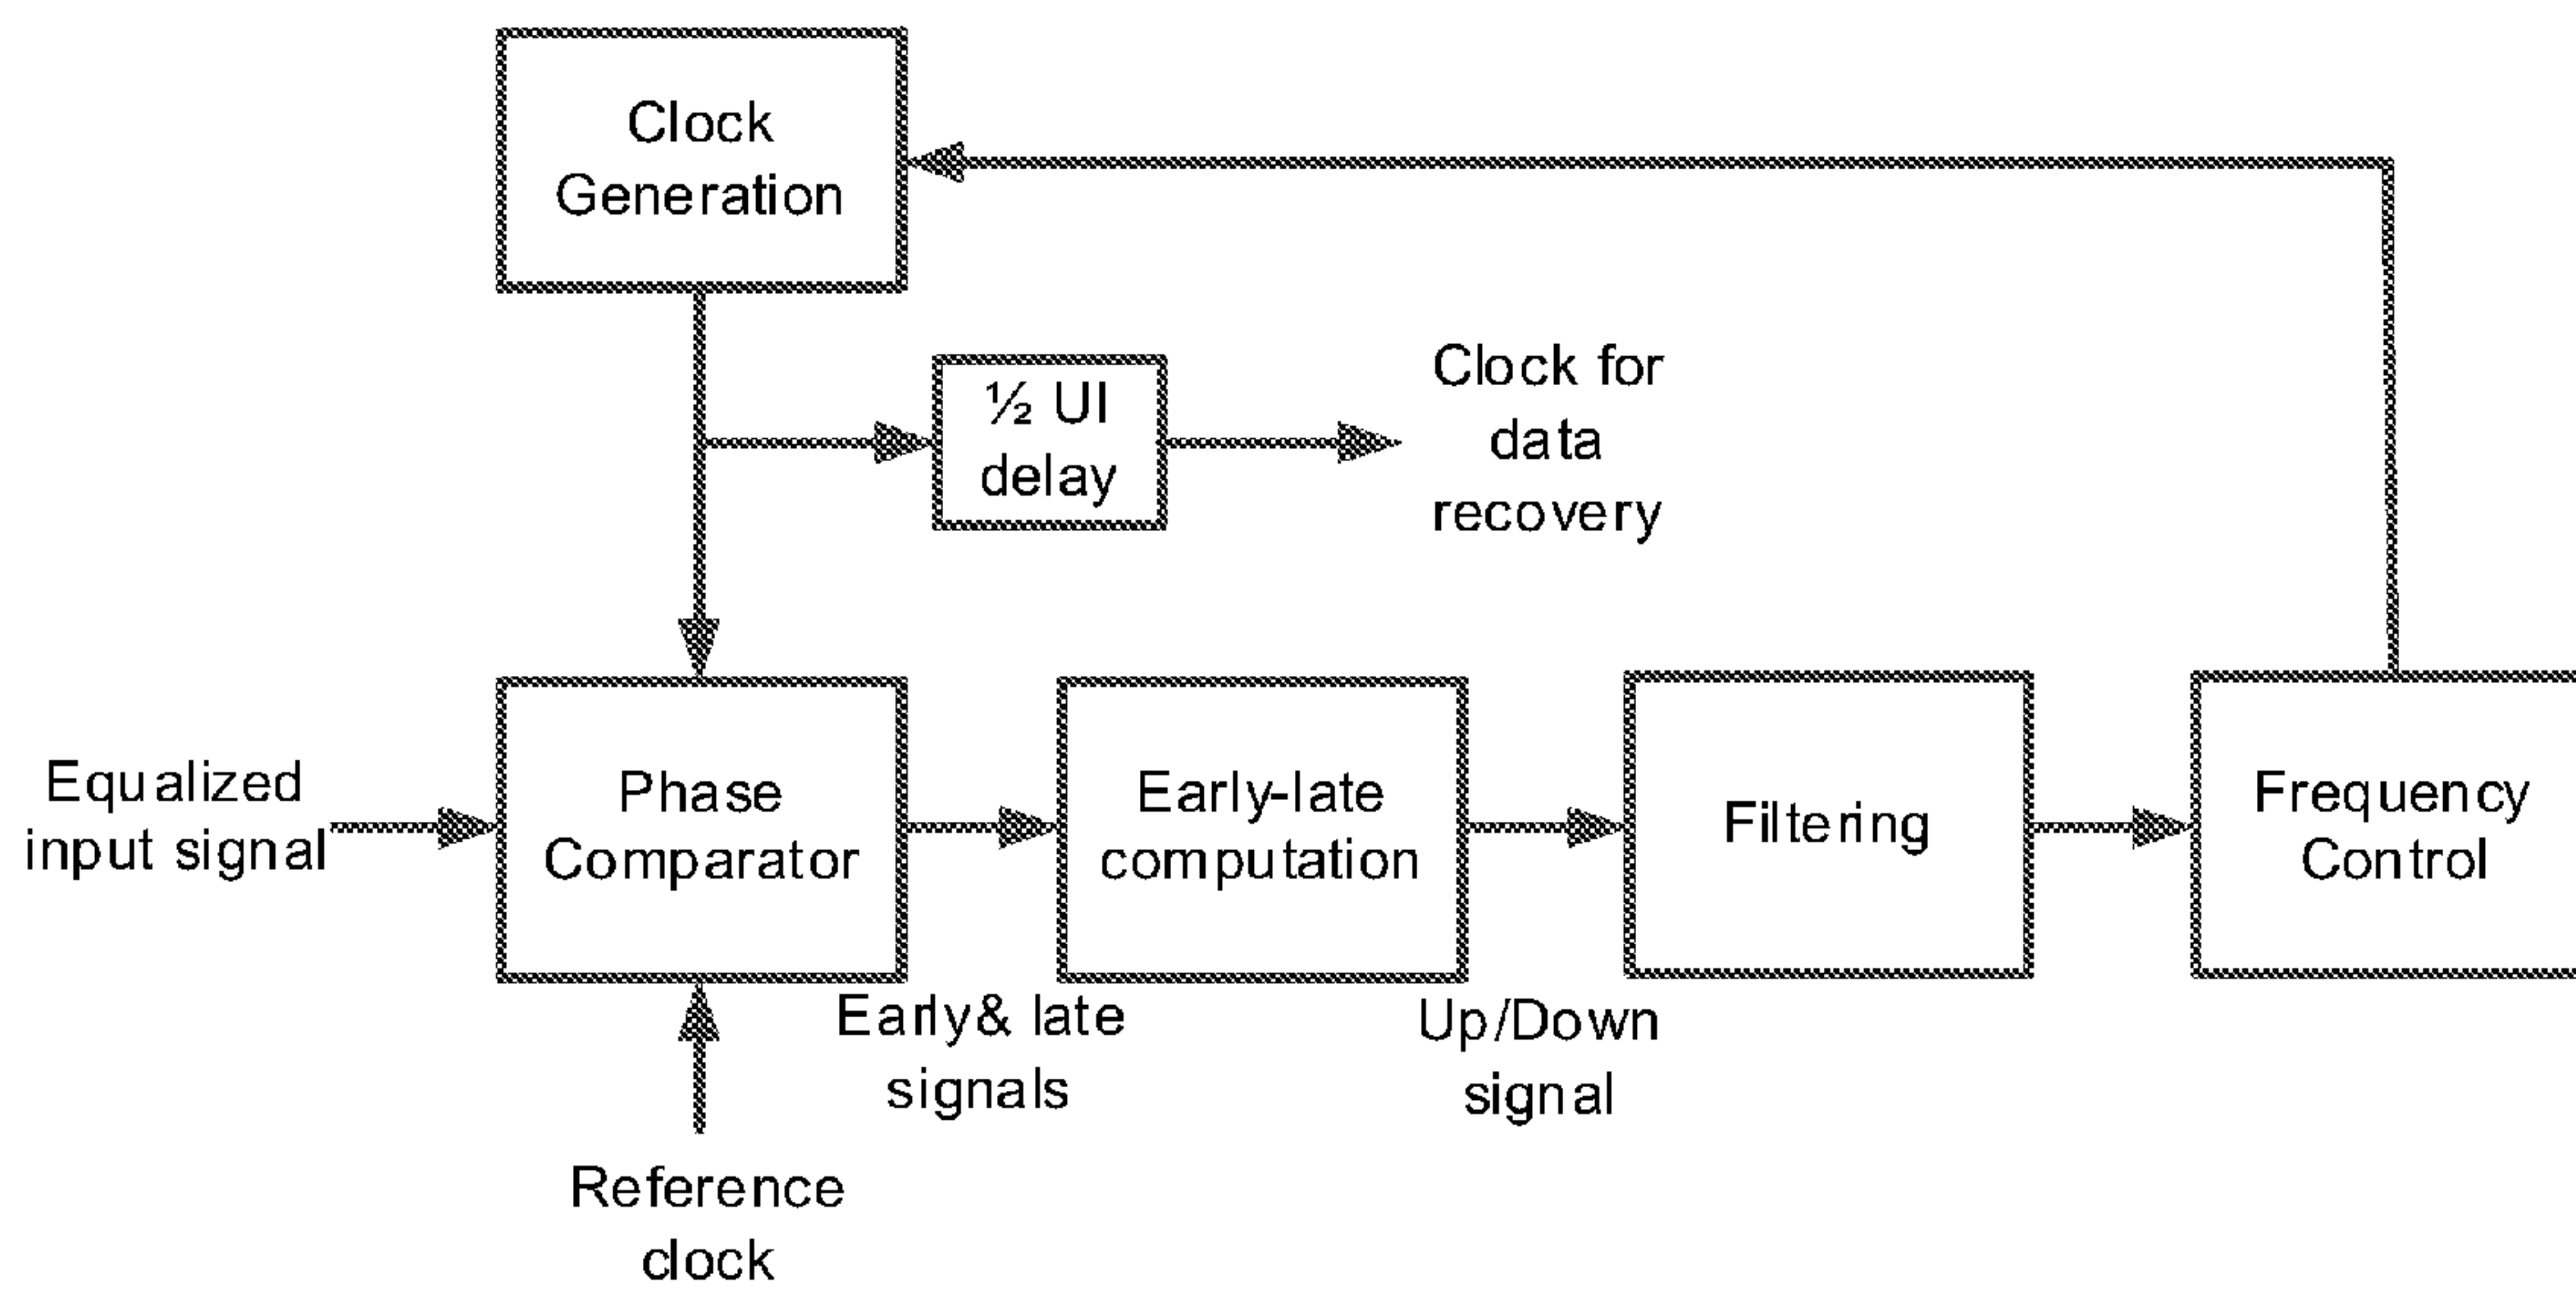 Clock
Generation
½ UI
delay
Clock for
data
recovery
Equalized
input signal
Phase
Comparator
Early-late
computation
Filtering
Frequency
Control
Early& late
signals
Up/Down
signal
Reference
clock